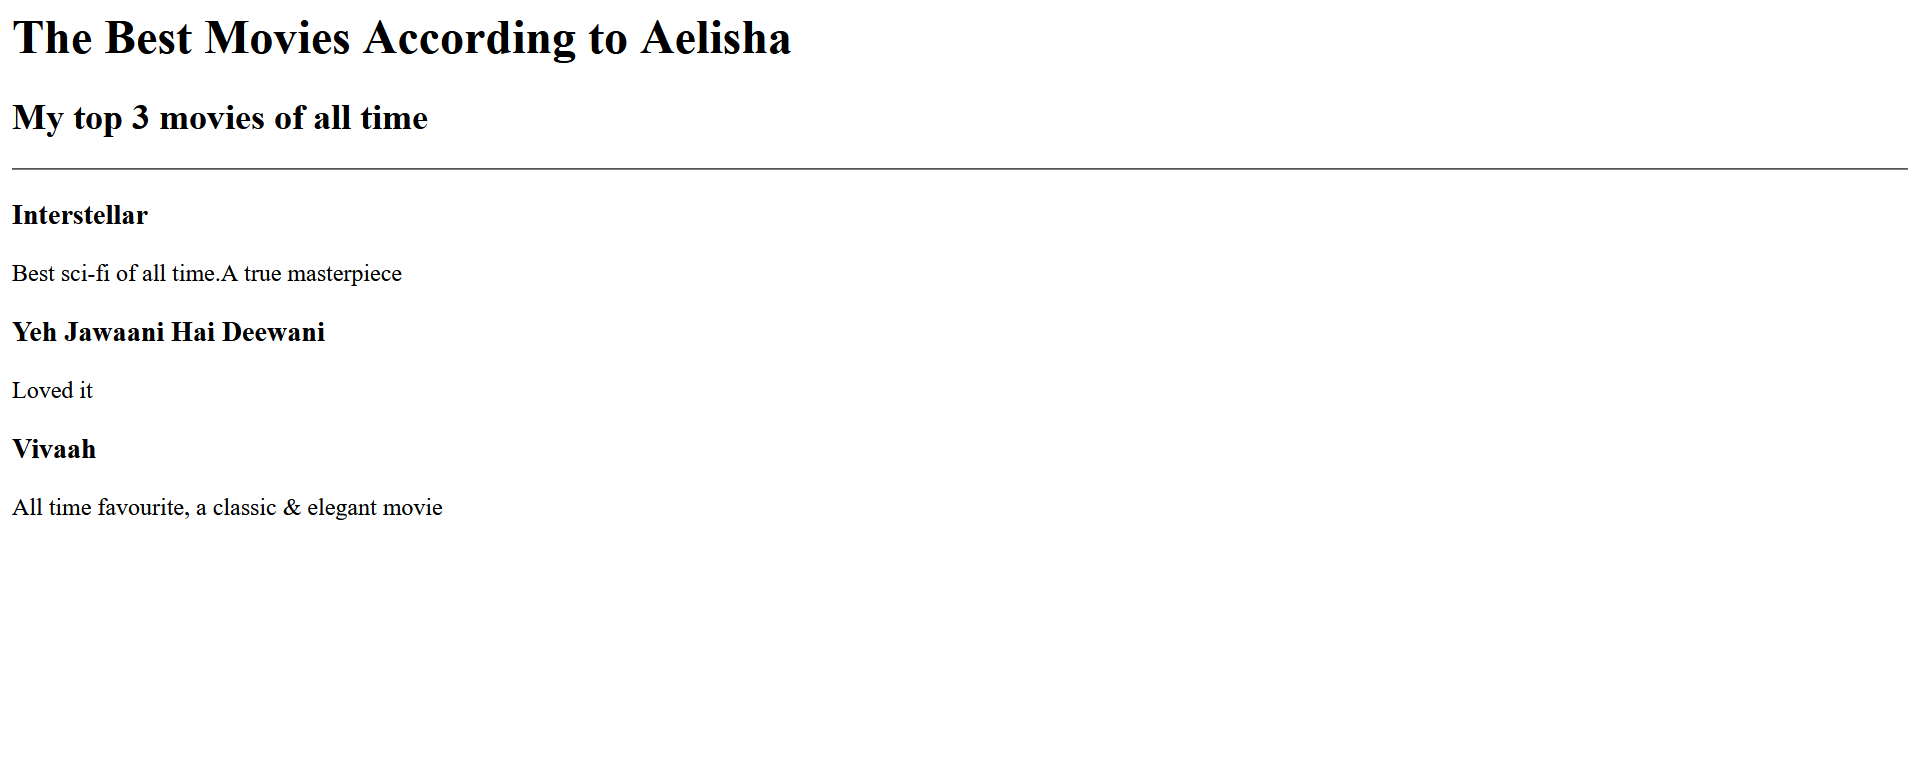 The Best Movies According to Aelisha
My top 3 movies of all time
Interstellar
Best sci-fi of all time.A true masterpiece
Yeh Jawaani Hai Deewani
Loved it
Vivaah
All time favourite, a classic & elegant movie